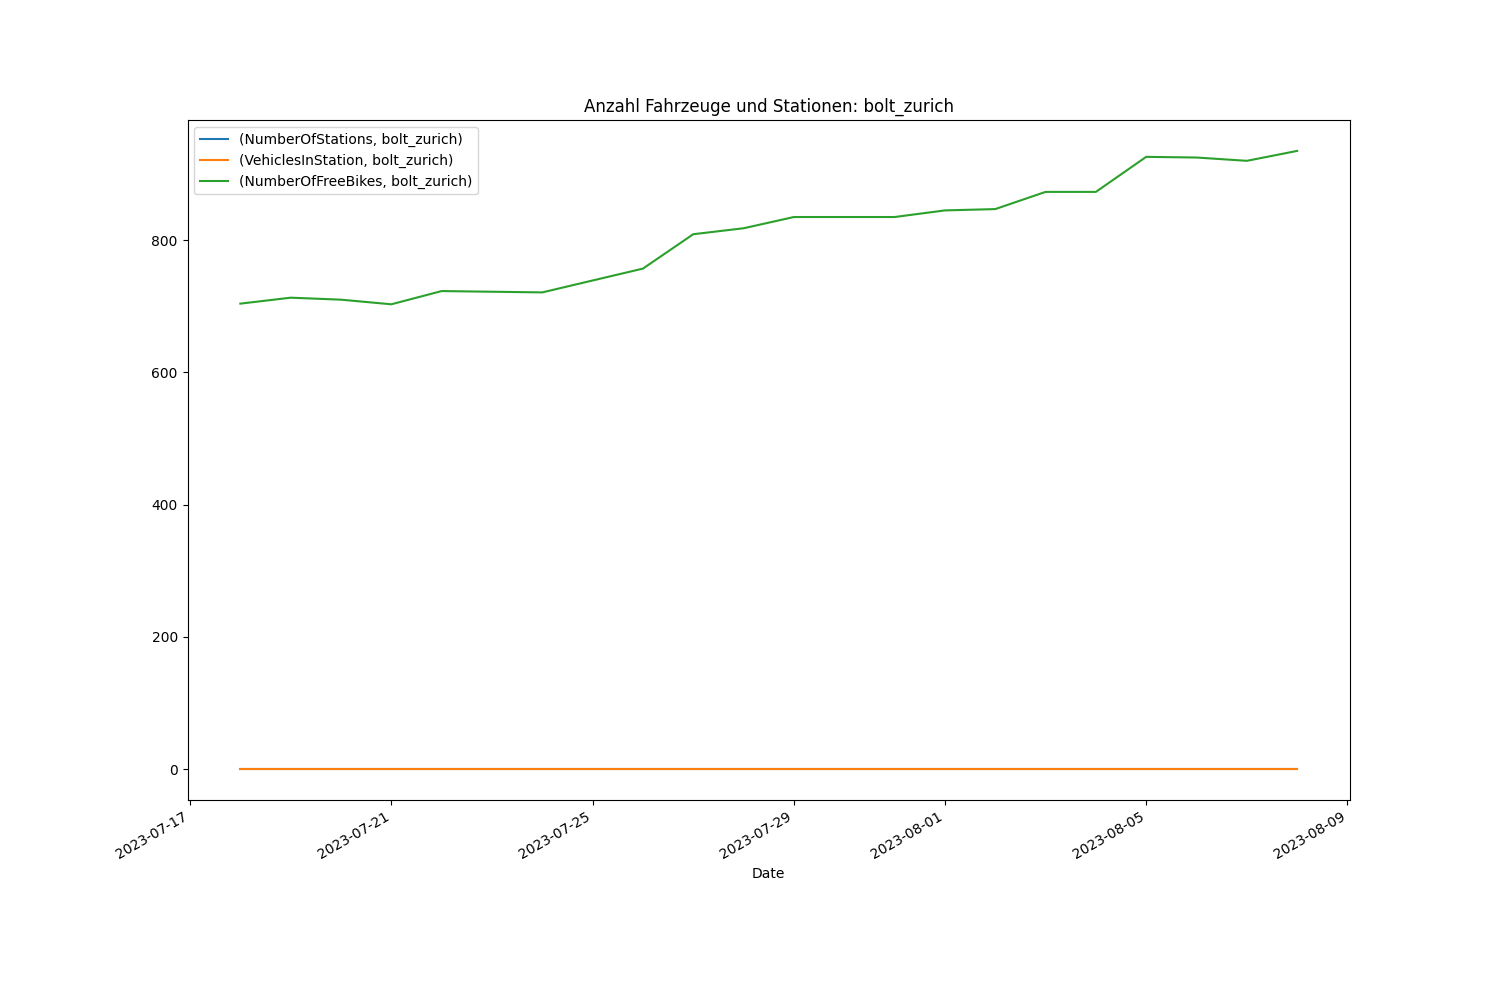 Anzahl Fahrzeuge und Stationen: bolt_zurich
(NumberOfStations, bolt_zurich)
(VehiclesInStation, bolt_zurich)
(NumberOfFreeBikes, bolt_zurich)
800
600
400
200
0
2023-07-17
2023-07-21
2023-07-25
2023-07-29
2023-08-01
2023-08-05
2023-08-09
Date